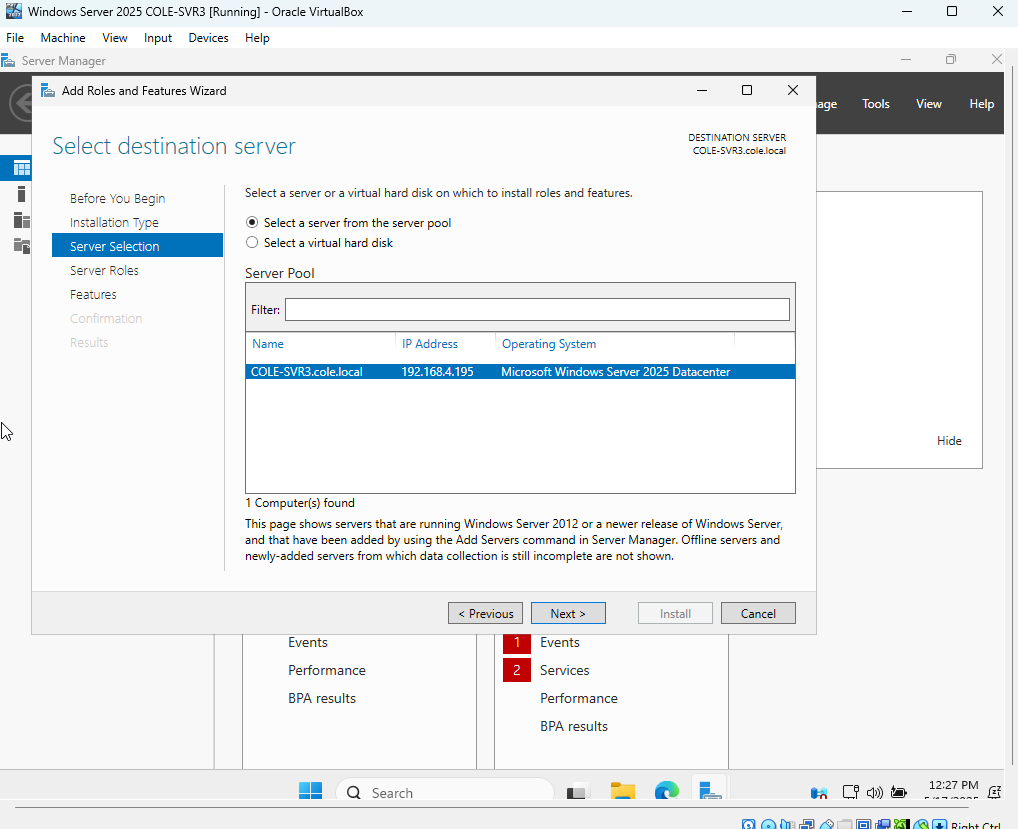 Windows Server 2025 COLE-SVR3 [Running] - Oracle VirtualBox
File Machine View Input Devices Help
Server Manager
Add Roles and Features Wizard
Tools View Help
Select destination server
DESTINATION SERVER
COLE-SVR3.cole.local
Before You Begin
Installation Type
Server Selection
Server Roles
Features
Confirmation
Results
Select a server or a virtual hard disk on which to install roles and features.
Select a server from the server pool
Select a virtual hard disk
Server Pool
Filter:
Name IP Address Operating System
COLE-SVR3.cole.local 192.168.4.195 Microsoft Windows Server 2025 Datacenter
1 Computer(s) found
This page shows servers that are running Windows Server 2012 or a newer release of Windows Server,
and that have been added by using the Add Servers command in Server Manager. Offline servers and
newly-added servers from which data collection is still incomplete are not shown.
Hide
< Previous Next > Install Cancel
Events
Performance
BPA results
1 Events
2 Services
Performance
BPA results
Search
12:27 PM
Right Ctrl